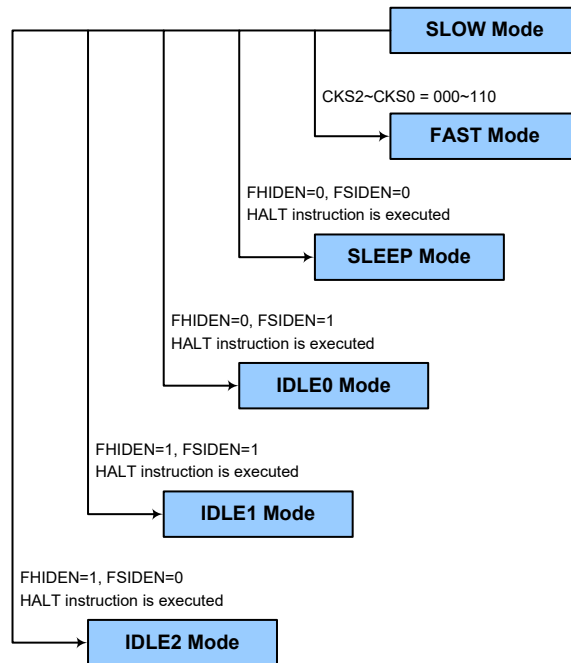 SLOW Mode
CKS2~CKS0 = 000~110
FAST Mode
FHIDEN=0, FSIDEN=0
HALT instruction is executed
SLEEP Mode
FHIDEN=0, FSIDEN=1
HALT instruction is executed
IDLE0 Mode
FHIDEN=1, FSIDEN=1
HALT instruction is executed
IDLE1 Mode
FHIDEN=1, FSIDEN=0
HALT instruction is executed
IDLE2 Mode